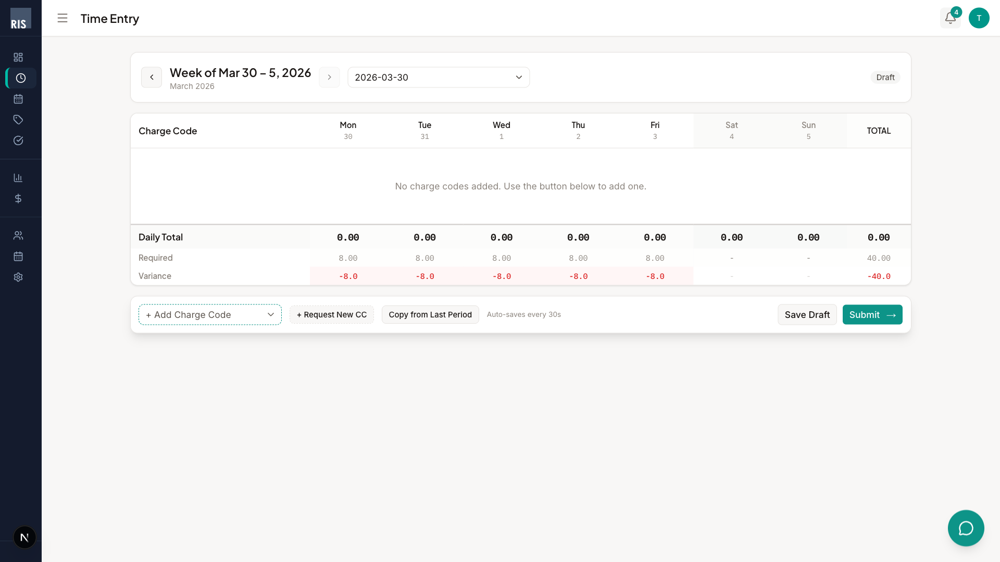 RIS
Time Entry
4
T
Week of Mar 30 – 5, 2026
March 2026
2026-03-30
Draft
Charge Code
Mon
Tue
Wed
Thu
Fri
Sat
Sun
TOTAL
30
31
1
2
3
4
5
No charge codes added. Use the button below to add one.
Daily Total 0.00 0.00 0.00 0.00 0.00 0.00 0.00 0.00
Required 8.00 8.00 8.00 8.00 8.00 - - 40.00
Variance -8.0 -8.0 -8.0 -8.0 -8.0 - - -40.0
+ Add Charge Code
+ Request New CC
Copy from Last Period
Auto-saves every 30s
Save Draft
Submit →
N